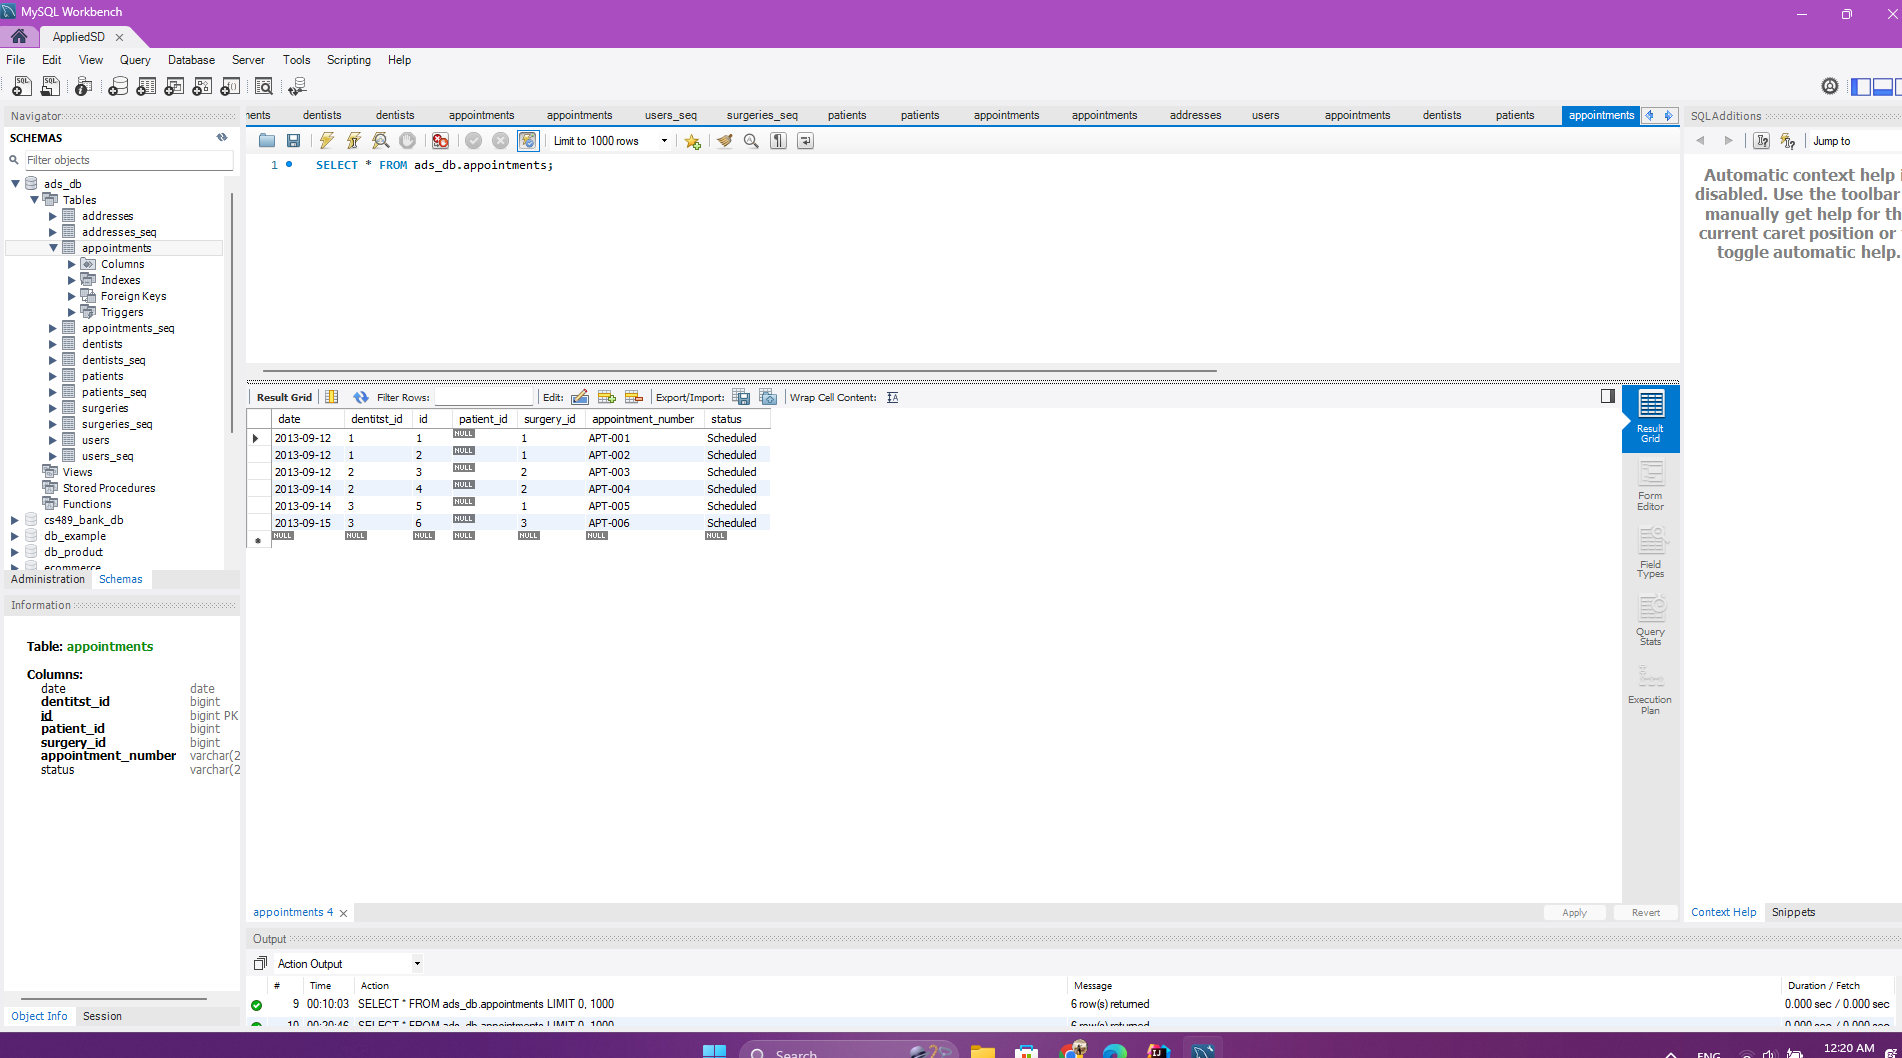 MySQL Workbench
AppliedSD
File Edit View Query Database Server Tools Scripting Help
Navigator
SCHEMAS
Filter objects
ads_db
Tables
addresses
addresses_seq
appointments
Columns
Indexes
Foreign Keys
Triggers
appointments_seq
dentists
dentists_seq
patients
patients_seq
surgeries
surgeries_seq
users
users_seq
Views
Stored Procedures
Functions
cs489_bank_db
db_example
db_product
ecommerce
Administration Schemas
Information
Table: appointments
Columns:
date date
dentitst_id bigint
id bigint PK
patient_id bigint
surgery_id bigint
appointment_number varchar(2
status varchar(2
Object Info Session
nents dentists dentists appointments appointments users_seq surgeries_seq patients patients appointments appointments addresses users appointments dentists patients appointments
Limit to 1000 rows
1 SELECT * FROM ads_db.appointments;
Result Grid Filter Rows: Edit: Export/Import: Wrap Cell Content:
date dentitst_id id patient_id surgery_id appointment_number status
2013-09-12 1 1 NULL 1 APT-001 Scheduled
2013-09-12 1 2 NULL 1 APT-002 Scheduled
2013-09-12 2 3 NULL 2 APT-003 Scheduled
2013-09-14 2 4 NULL 2 APT-004 Scheduled
2013-09-14 3 5 NULL 1 APT-005 Scheduled
2013-09-15 3 6 NULL 3 APT-006 Scheduled
NULL NULL NULL NULL NULL NULL NULL
Result
Grid
Form
Editor
Field
Types
Query
Stats
Execution
Plan
appointments 4
Apply Revert
SQLAdditions
Jump to
Automatic context help i
disabled. Use the toolbar
manually get help for th
current caret position or
toggle automatic help.
Context Help Snippets
Output
Action Output
# Time Action Message Duration / Fetch
9 00:10:03 SELECT * FROM ads_db.appointments LIMIT 0, 1000 6 row(s) returned 0.000 sec / 0.000 sec
10 00:20:46 SELECT * FROM ads_db.appointments LIMIT 0, 1000 6 row(s) returned 0.000 sec / 0.000 sec
Search
ENG
12:20 AM